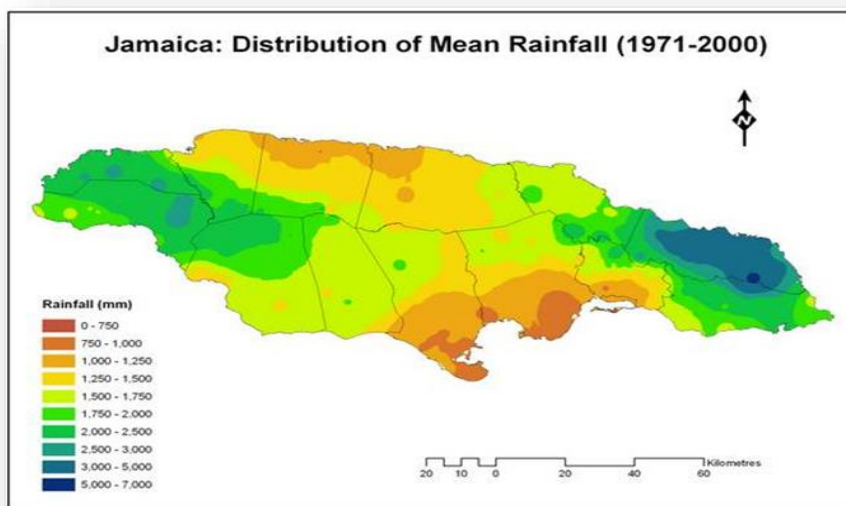 Jamaica: Distribution of Mean Rainfall (1971-2000)
N
Rainfall (mm)
0 - 750
750 - 1,000
1,000 - 1,250
1,250 - 1,500
1,500 - 1,750
1,750 - 2,000
2,000 - 2,500
2,500 - 3,000
3,000 - 5,000
5,000 - 7,000
Kilometres
20 10 0 20 40 60